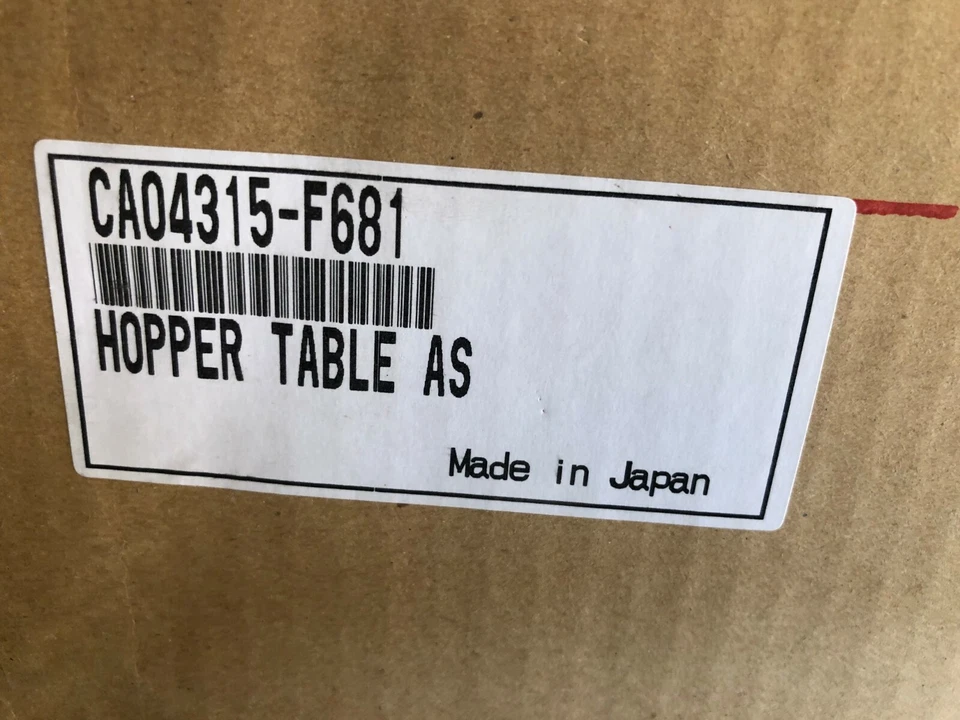 CA04315-F681
HOPPER TABLE AS
Made in Japan